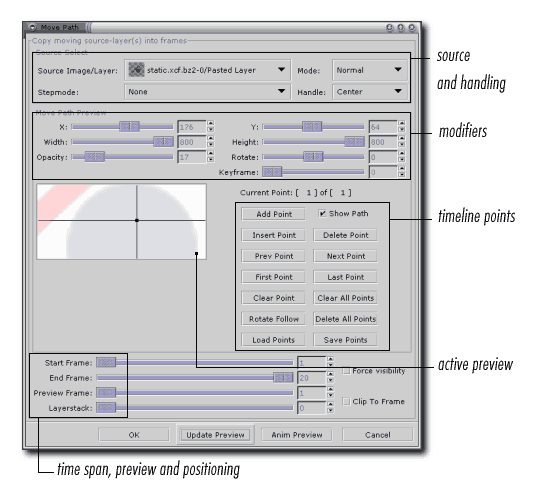 Move Path
Copy moving source-layer(s) into frames
Source Select
Source Image/Layer: static.xcf.bz2-0/Pasted Layer Mode: Normal
Stepmode: None Handle: Center
source
and handling
Move Path Preview
X: 176 Y: 64
Width: 800 Height: 800
Opacity: 17 Rotate: 0
Keyframe: 0
modifiers
Current Point: [ 1 ] of [ 1 ]
Add Point Show Path
Insert Point Delete Point
Prev Point Next Point
First Point Last Point
Clear Point Clear All Points
Rotate Follow Delete All Points
Load Points Save Points
timeline points
active preview
Start Frame: 1
End Frame: 20 Force visibility
Preview Frame: 1
Layerstack: 0 Clip To Frame
OK Update Preview Anim Preview Cancel
time span, preview and positioning